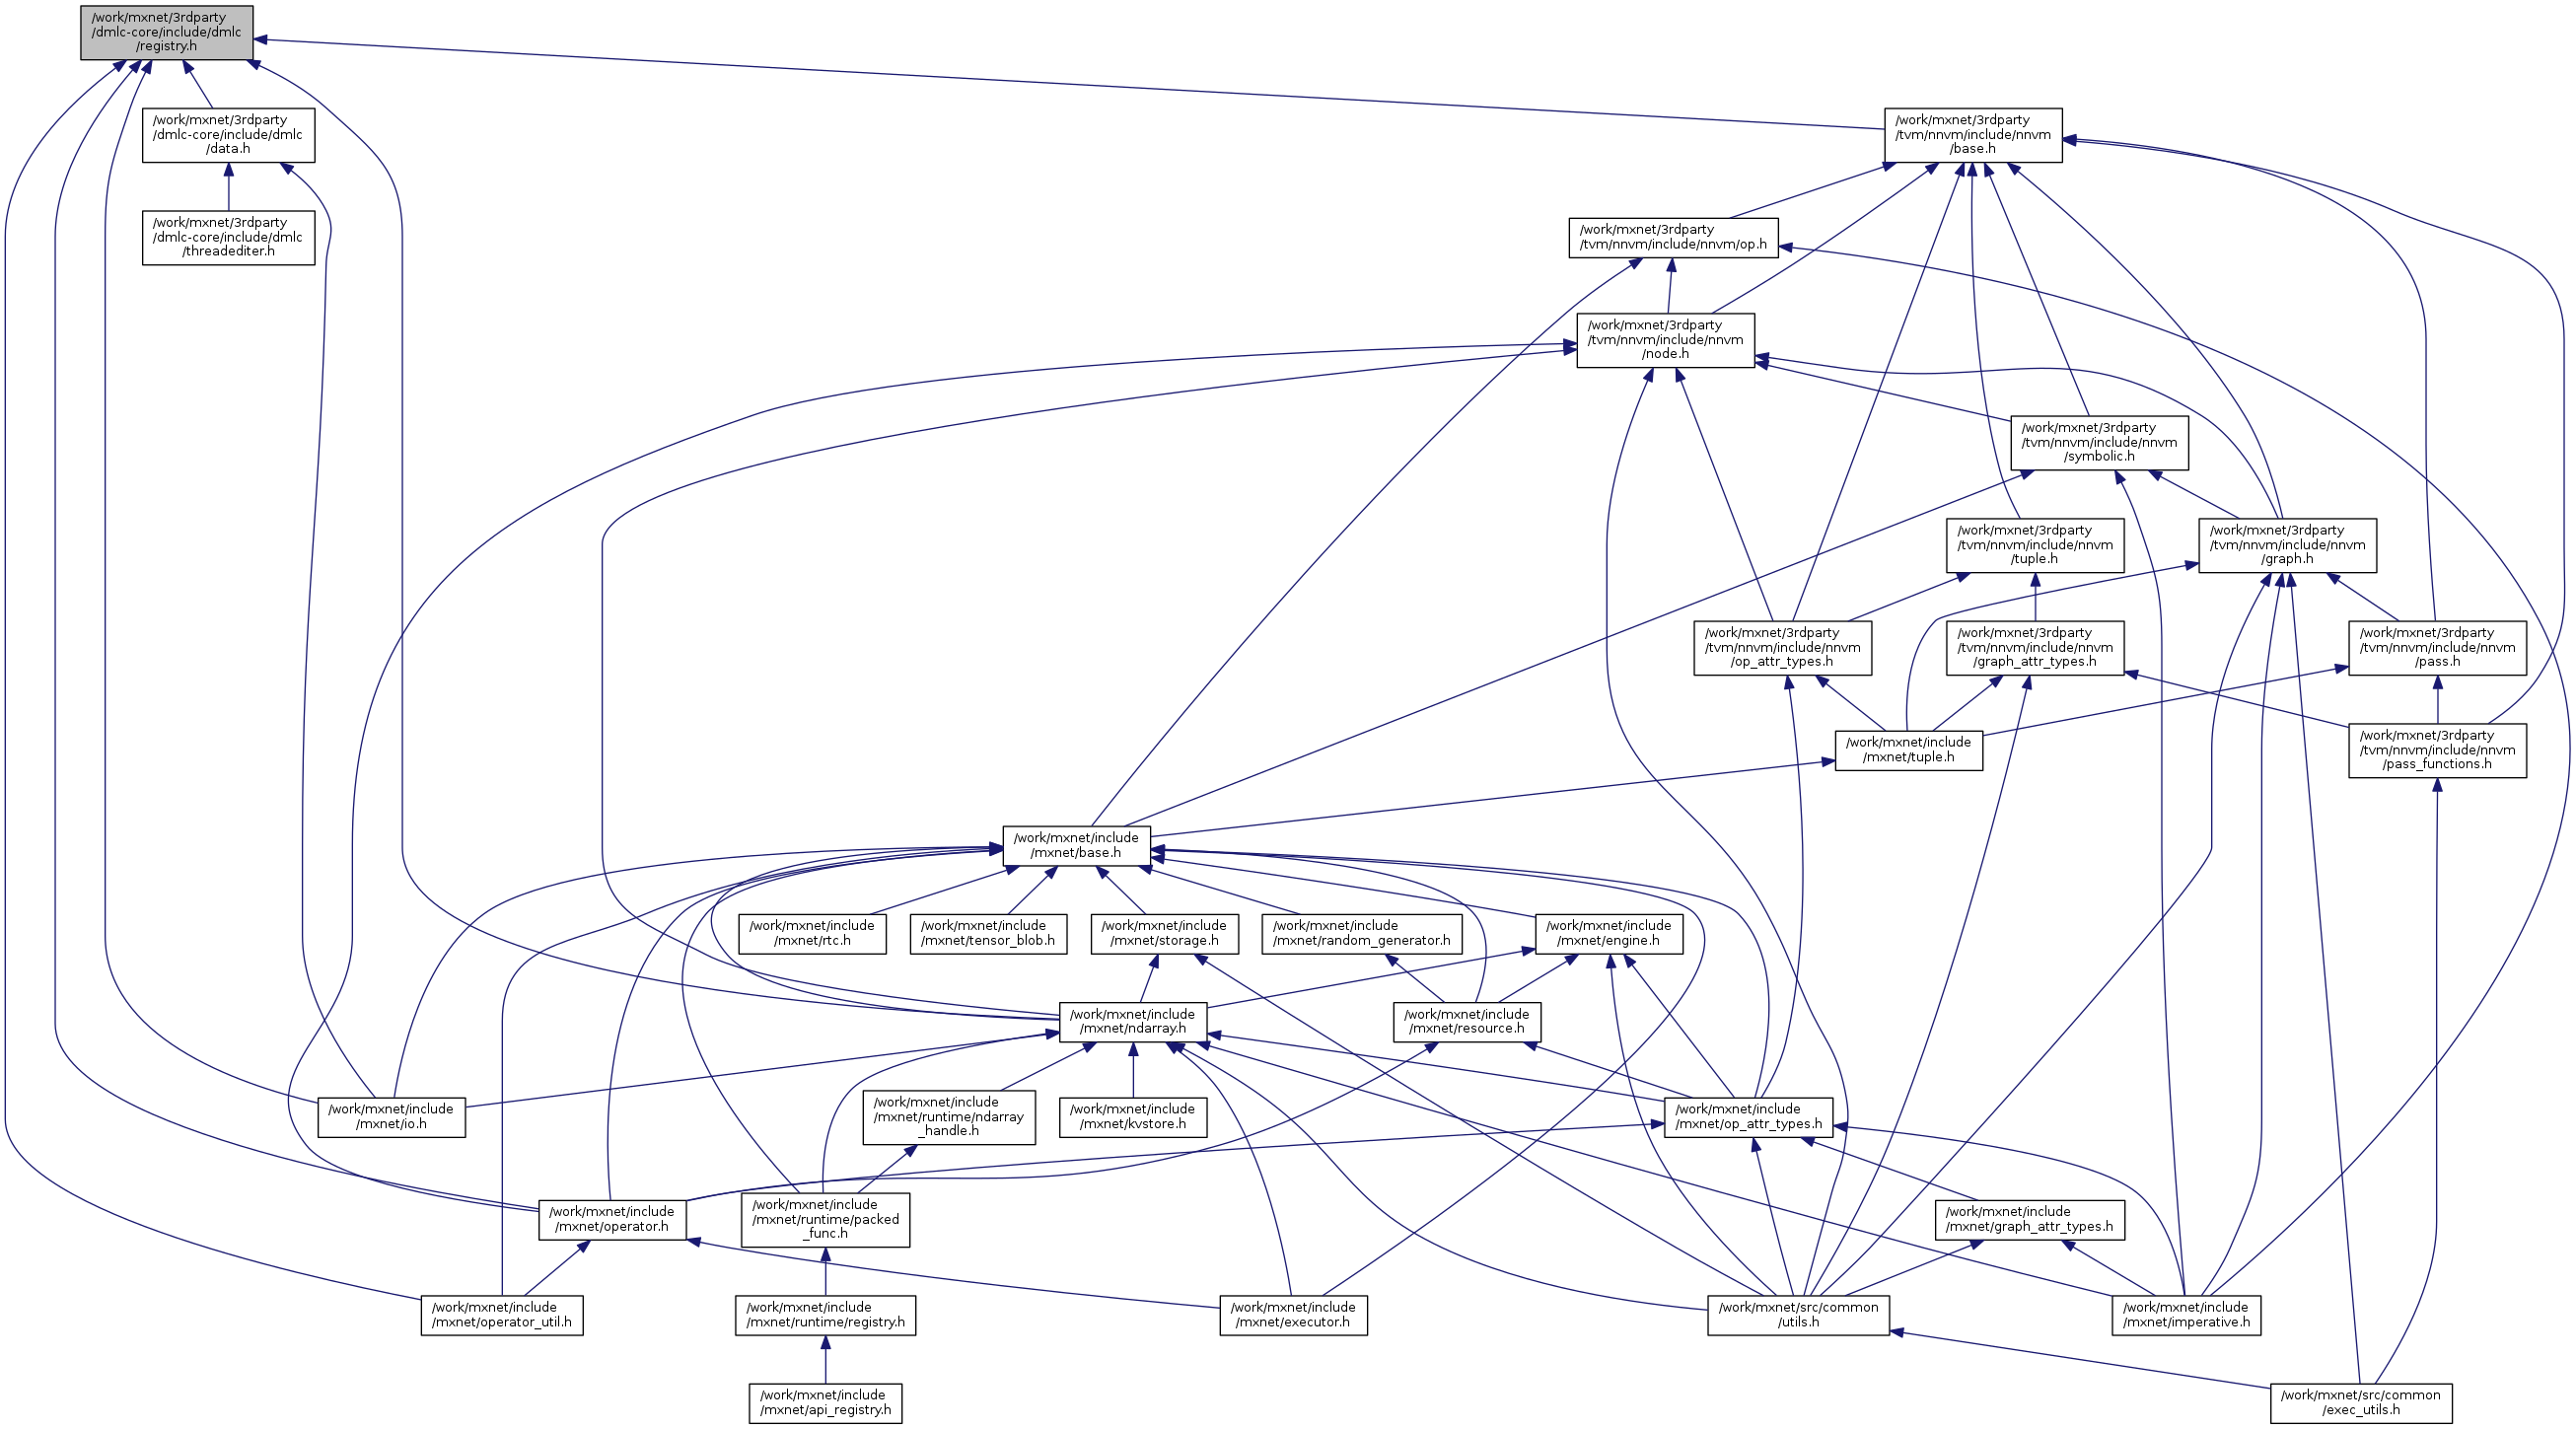 /work/mxnet/3rdparty
/dmlc-core/include/dmlc
/registry.h
/work/mxnet/3rdparty
/dmlc-core/include/dmlc
/data.h
/work/mxnet/3rdparty
/tvm/nnvm/include/nnvm
/base.h
/work/mxnet/3rdparty
/dmlc-core/include/dmlc
/threadediter.h
/work/mxnet/3rdparty
/tvm/nnvm/include/nnvm/op.h
/work/mxnet/3rdparty
/tvm/nnvm/include/nnvm
/node.h
/work/mxnet/3rdparty
/tvm/nnvm/include/nnvm
/symbolic.h
/work/mxnet/3rdparty
/tvm/nnvm/include/nnvm
/tuple.h
/work/mxnet/3rdparty
/tvm/nnvm/include/nnvm
/graph.h
/work/mxnet/3rdparty
/tvm/nnvm/include/nnvm
/op_attr_types.h
/work/mxnet/3rdparty
/tvm/nnvm/include/nnvm
/graph_attr_types.h
/work/mxnet/3rdparty
/tvm/nnvm/include/nnvm
/pass.h
/work/mxnet/include
/mxnet/tuple.h
/work/mxnet/3rdparty
/tvm/nnvm/include/nnvm
/pass_functions.h
/work/mxnet/include
/mxnet/base.h
/work/mxnet/include
/mxnet/rtc.h
/work/mxnet/include
/mxnet/tensor_blob.h
/work/mxnet/include
/mxnet/storage.h
/work/mxnet/include
/mxnet/random_generator.h
/work/mxnet/include
/mxnet/engine.h
/work/mxnet/include
/mxnet/ndarray.h
/work/mxnet/include
/mxnet/resource.h
/work/mxnet/include
/mxnet/io.h
/work/mxnet/include
/mxnet/runtime/ndarray
_handle.h
/work/mxnet/include
/mxnet/kvstore.h
/work/mxnet/include
/mxnet/op_attr_types.h
/work/mxnet/include
/mxnet/operator.h
/work/mxnet/include
/mxnet/runtime/packed
_func.h
/work/mxnet/include
/mxnet/graph_attr_types.h
/work/mxnet/include
/mxnet/operator_util.h
/work/mxnet/include
/mxnet/runtime/registry.h
/work/mxnet/include
/mxnet/executor.h
/work/mxnet/src/common
/utils.h
/work/mxnet/include
/mxnet/imperative.h
/work/mxnet/include
/mxnet/api_registry.h
/work/mxnet/src/common
/exec_utils.h